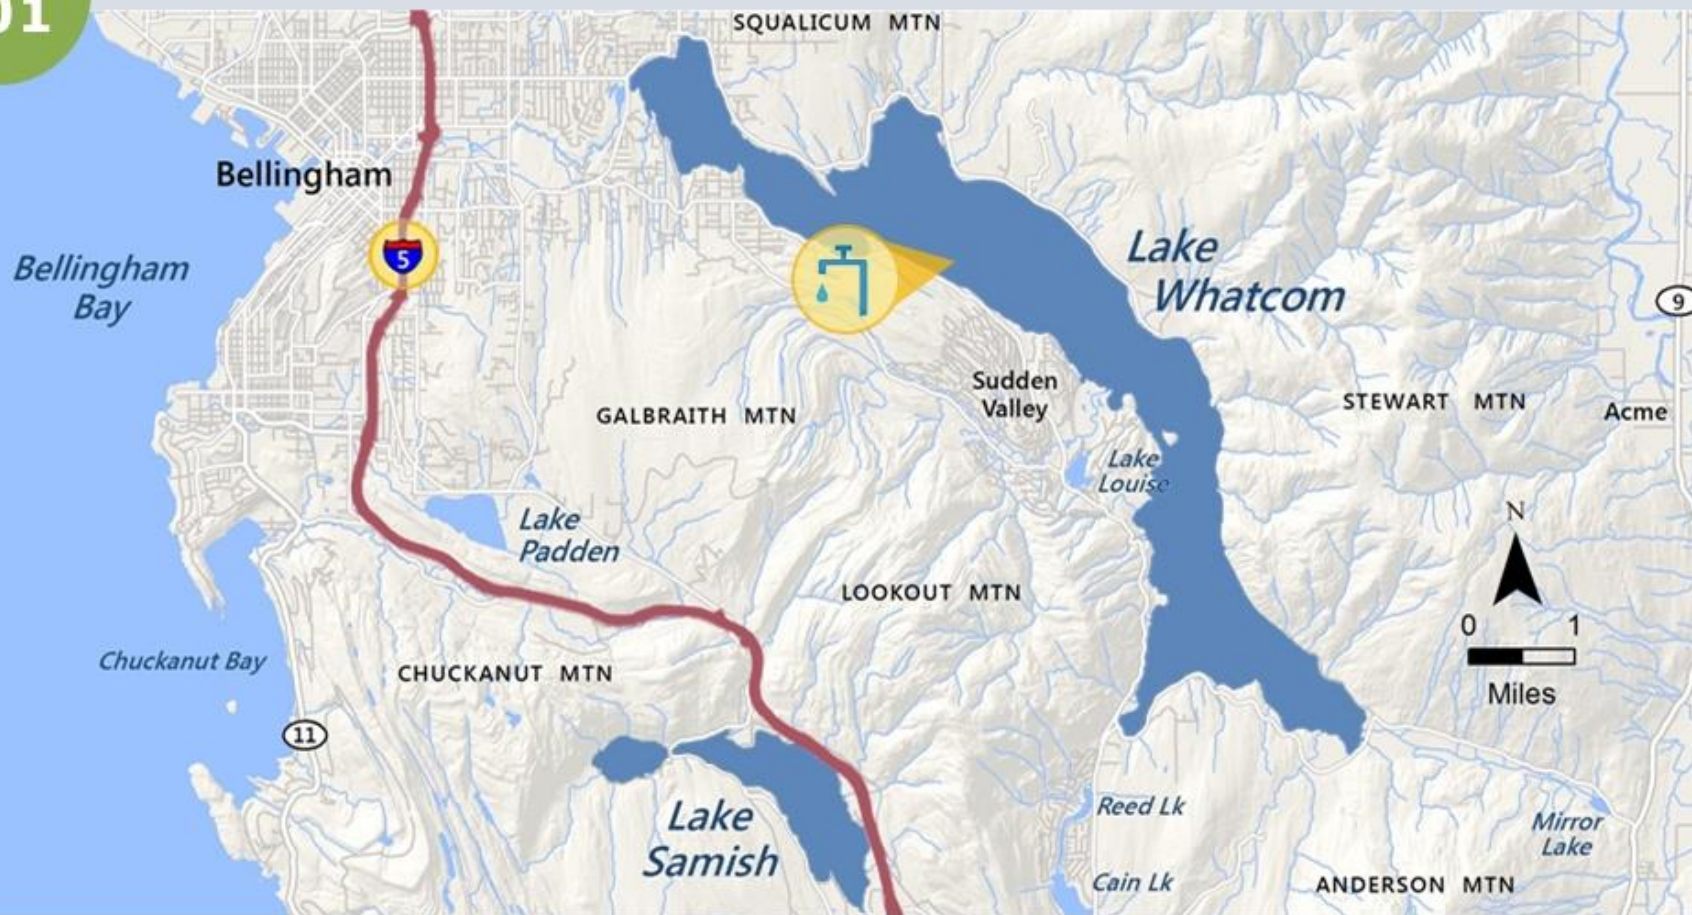 01
SQUALICUM MTN
Bellingham
5
Bellingham
Bay
Lake
Whatcom
9
Sudden
Valley
GALBRAITH MTN
STEWART MTN
Acme
Lake
Louise
Lake
Padden
N
LOOKOUT MTN
0 1
Miles
Chuckanut Bay
CHUCKANUT MTN
11
Lake
Samish
Reed Lk
Mirror
Lake
Cain Lk
ANDERSON MTN